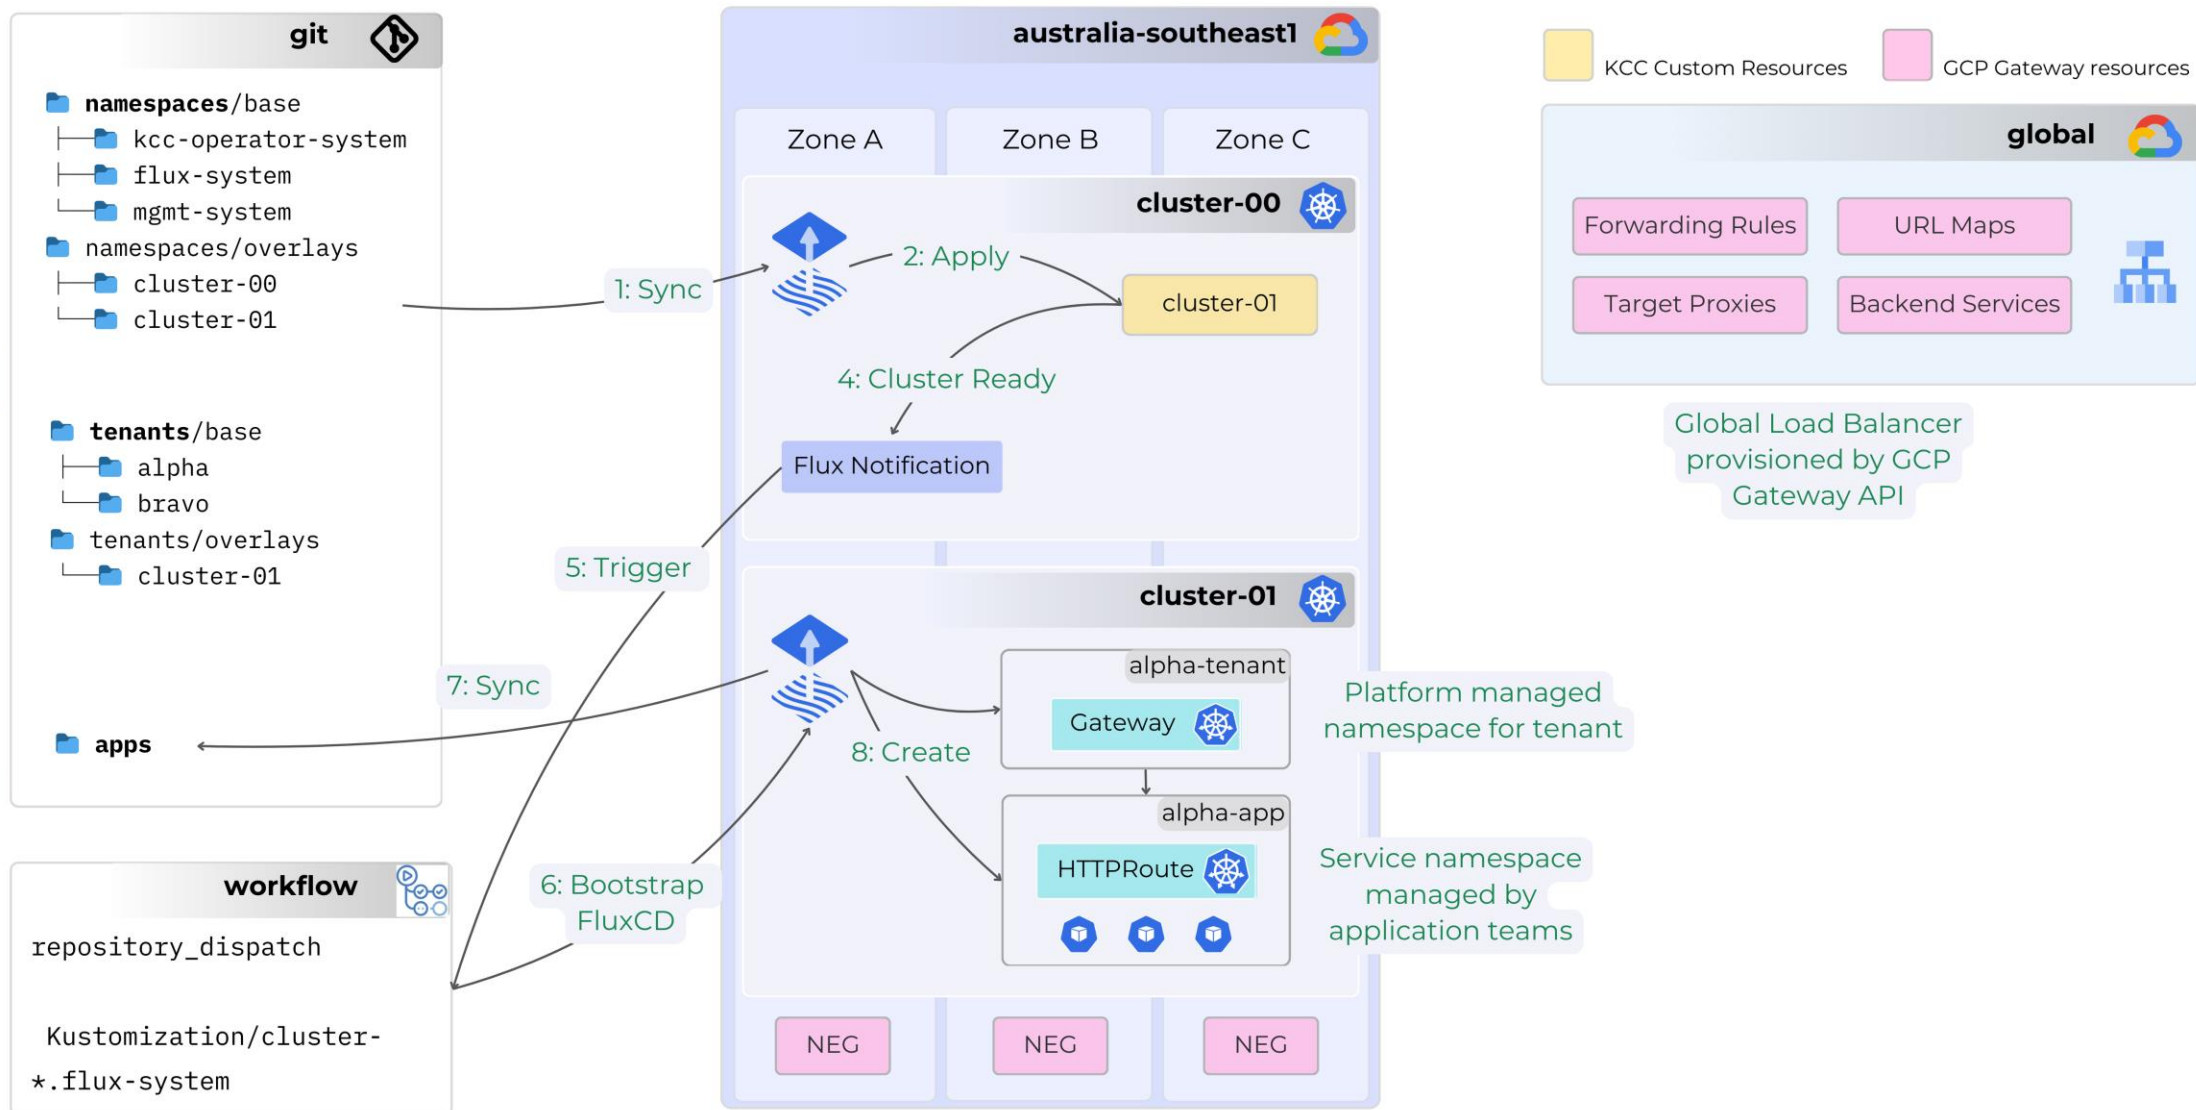 git
namespaces/base
kcc-operator-system
flux-system
mgmt-system
namespaces/overlays
cluster-00
cluster-01
tenants/base
alpha
bravo
tenants/overlays
cluster-01
apps
workflow
repository_dispatch
Kustomization/cluster-
*.flux-system
1: Sync
5: Trigger
7: Sync
6: Bootstrap
FluxCD
australia-southeast1
Zone A
Zone B
Zone C
cluster-00
2: Apply
cluster-01
4: Cluster Ready
Flux Notification
cluster-01
alpha-tenant
Gateway
8: Create
alpha-app
HTTPRoute
NEG
NEG
NEG
KCC Custom Resources
GCP Gateway resources
global
Forwarding Rules
URL Maps
Target Proxies
Backend Services
Global Load Balancer
provisioned by GCP
Gateway API
Platform managed
namespace for tenant
Service namespace
managed by
application teams